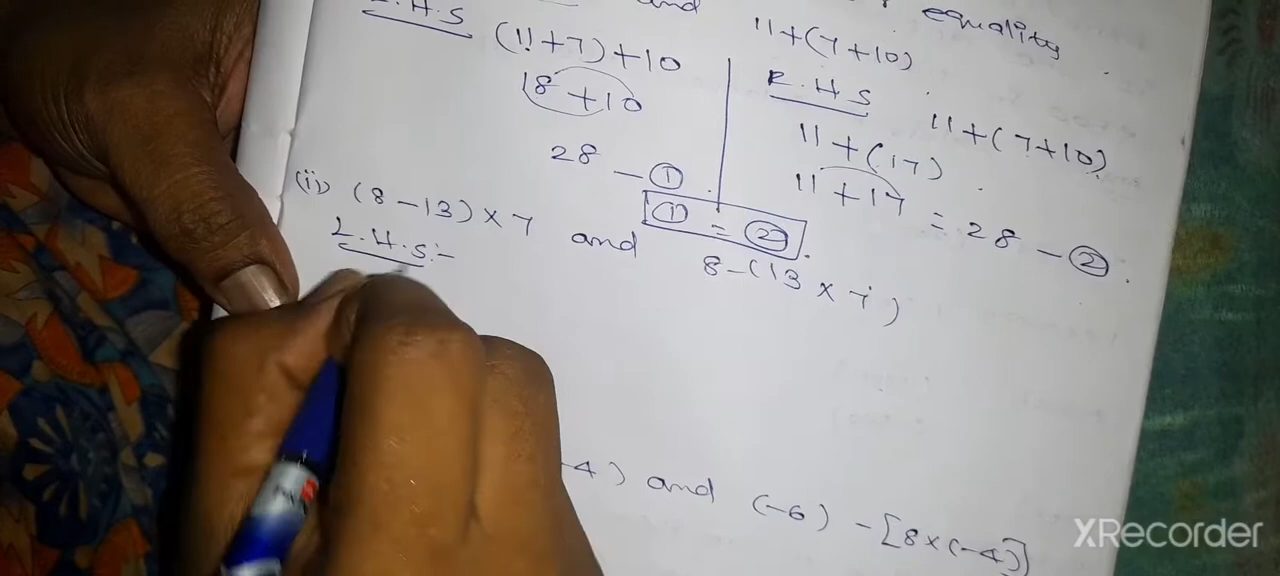 and equality
L.H.S (11+7)+10 11+(7+10)
18+10 R.H.S 11+(7+10)
28 — ① 11+(17)
11+17 = 28 — ②
① = ②
(ii) (8-13)×7 and 8-(13×7)
L.H.S:-
-4) and (-6) - [8×(-4)]
XRecorder